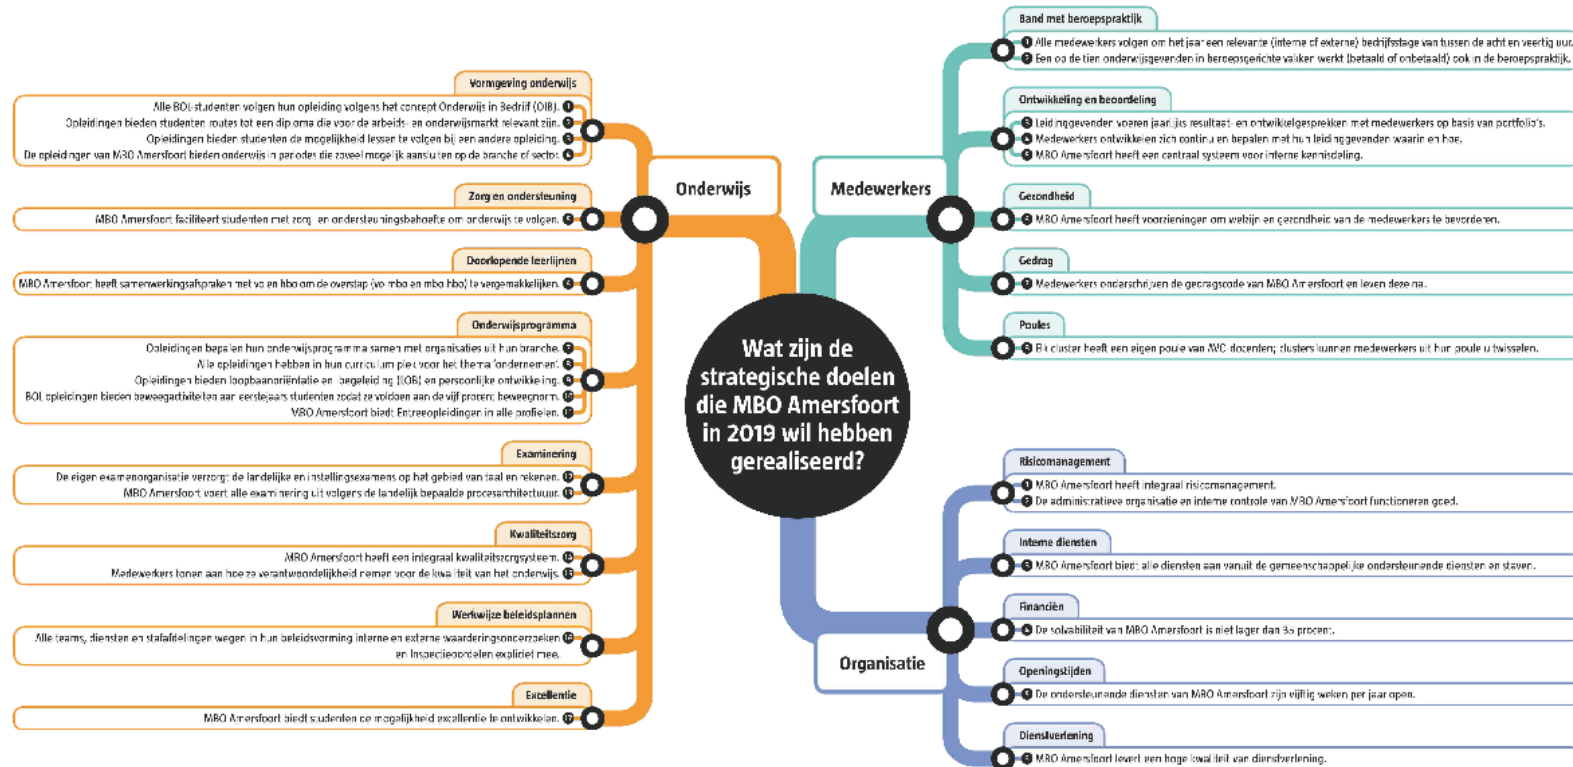 Wat zijn de
strategische doelen
die MBO Amersfoort
in 2019 wil hebben
gerealiseerd?
Onderwijs
Vormgeving onderwijs
Alle BOL-studenten volgen hun opleiding volgens het concept Onderwijs in Bedrijf (OIB). 1
Opleidingen bieden studenten routes tot een diploma die voor de arbeids- en onderwijsmarkt relevant zijn. 2
Opleidingen bieden studenten de mogelijkheid lessen te volgen bij een andere opleiding. 3
De opleidingen van MBO Amersfoort bieden onderwijs in periodes die zoveel mogelijk aansluiten op de branche of sector. 4
Zorg en ondersteuning
MBO Amersfoort faciliteert studenten met zorg- en ondersteuningsbehoefte om onderwijs te volgen. 5
Doorlopende leerlijnen
MBO Amersfoort heeft samenwerkingsafspraken met vo en hbo om de overstap (vo-mbo en mbo-hbo) te vergemakkelijken. 6
Onderwijsprogramma
Opleidingen bepalen hun onderwijsprogramma samen met organisaties uit hun branche. 7
Alle opleidingen hebben in hun curriculum plek voor het thema 'ondernemen'. 8
Opleidingen bieden loopbaanoriëntatie en -begeleiding (LOB) en persoonlijke ontwikkeling. 9
BOL-opleidingen bieden beweegactiviteiten aan eerstejaars studenten zodat ze voldoen aan de vijf procent beweegnorm. 10
MBO Amersfoort biedt Entreeopleidingen in alle profielen. 11
Examinering
De eigen examenorganisatie verzorgt de landelijke en instellingsexamens op het gebied van taal en rekenen. 12
MBO Amersfoort voert alle examinering uit volgens de landelijk bepaalde procesarchitectuur. 13
Kwaliteitszorg
MBO Amersfoort heeft een integraal kwaliteitszorgsysteem. 14
Medewerkers tonen aan hoe ze verantwoordelijkheid nemen voor de kwaliteit van het onderwijs. 15
Werkwijze beleidsplannen
Alle teams, diensten en stafafdelingen wegen in hun beleidsvorming interne en externe waarderingsonderzoeken 16
en Inspectieoordelen expliciet mee.
Excellentie
MBO Amersfoort biedt studenten de mogelijkheid excellentie te ontwikkelen. 17
Medewerkers
Band met beroepspraktijk
1 Alle medewerkers volgen om het jaar een relevante (interne of externe) bedrijfsstage van tussen de acht en veertig uur.
2 Een op de tien onderwijsgevenden in beroepsgerichte vakken werkt (betaald of onbetaald) ook in de beroepspraktijk.
Ontwikkeling en beoordeling
3 Leidinggevenden voeren jaarlijks resultaat- en ontwikkelgesprekken met medewerkers op basis van portfolio's.
4 Medewerkers ontwikkelen zich continu en bepalen met hun leidinggevenden waarin en hoe.
5 MBO Amersfoort heeft een centraal systeem voor interne kennisdeling.
Gezondheid
6 MBO Amersfoort heeft voorzieningen om welzijn en gezondheid van de medewerkers te bevorderen.
Gedrag
7 Medewerkers onderschrijven de gedragscode van MBO Amersfoort en leven deze na.
Poules
8 Elk cluster heeft een eigen poule van AVO-docenten; clusters kunnen medewerkers uit hun poule uitwisselen.
Organisatie
Risicomanagement
1 MBO Amersfoort heeft integraal risicomanagement.
2 De administratieve organisatie en interne controle van MBO Amersfoort functioneren goed.
Interne diensten
3 MBO Amersfoort biedt alle diensten aan vanuit de gemeenschappelijke ondersteunende diensten en staven.
Financiën
4 De solvabiliteit van MBO Amersfoort is niet lager dan 35 procent.
Openingstijden
5 De ondersteunende diensten van MBO Amersfoort zijn vijftig weken per jaar open.
Dienstverlening
6 MBO Amersfoort levert een hoge kwaliteit van dienstverlening.